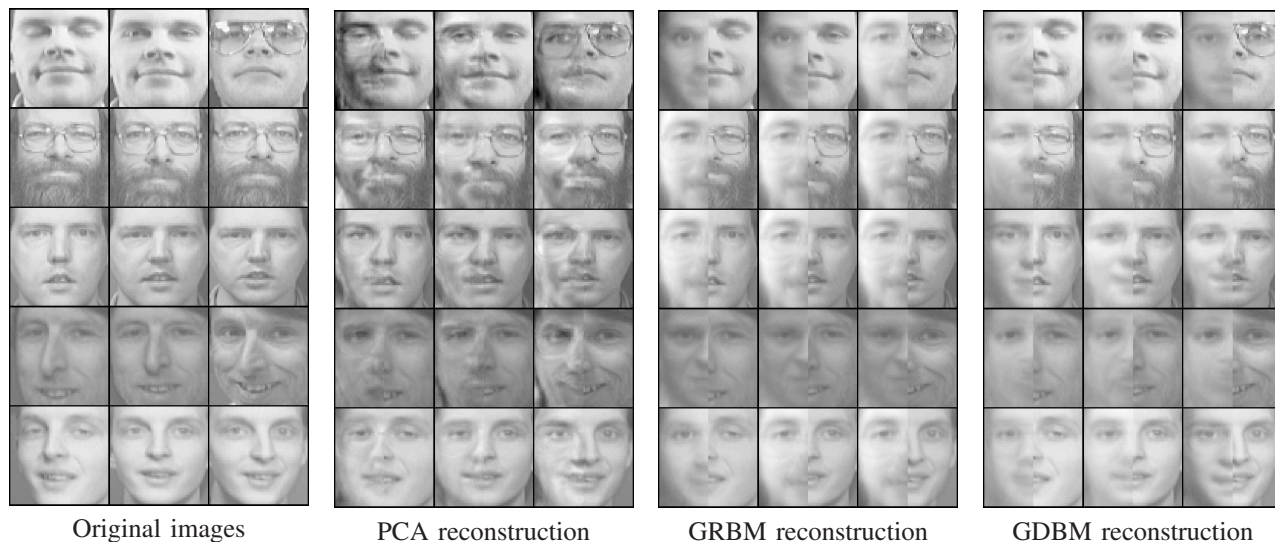 Original images
PCA reconstruction
GRBM reconstruction
GDBM reconstruction